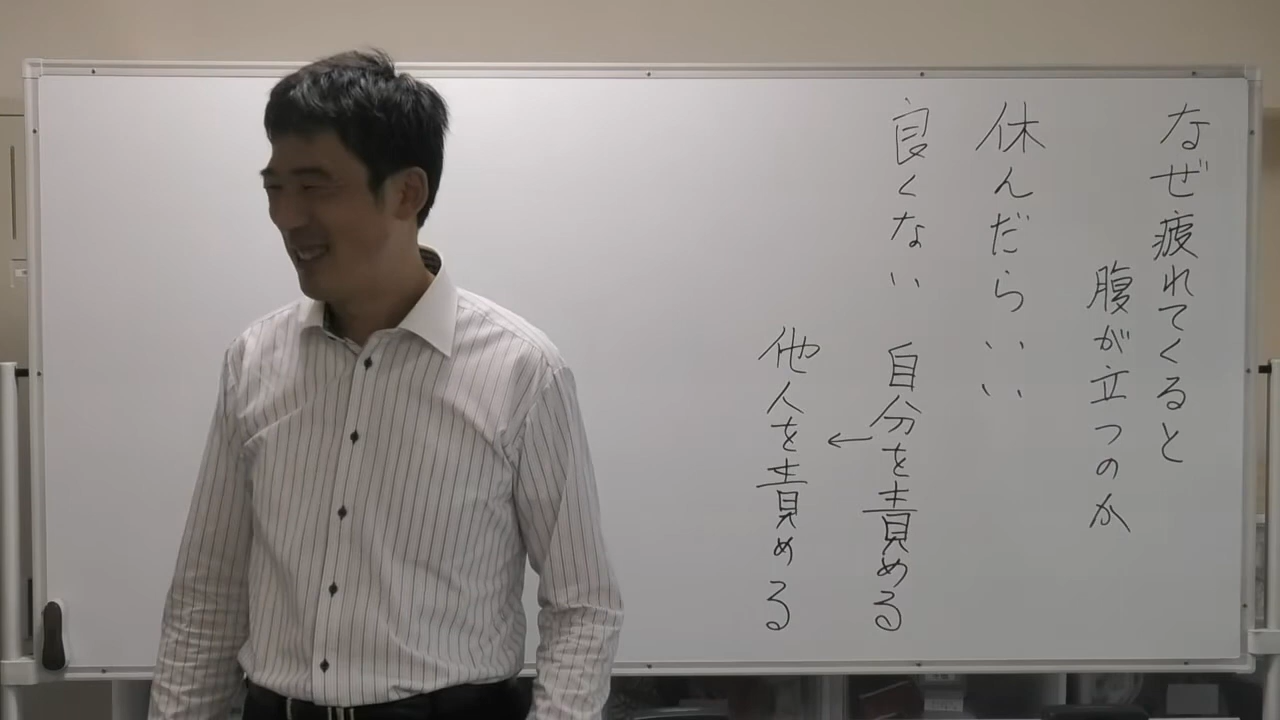 なぜ疲れてくると
腹が立つのか
休んだらいい
良くない 自分を責める
←
他人を責める